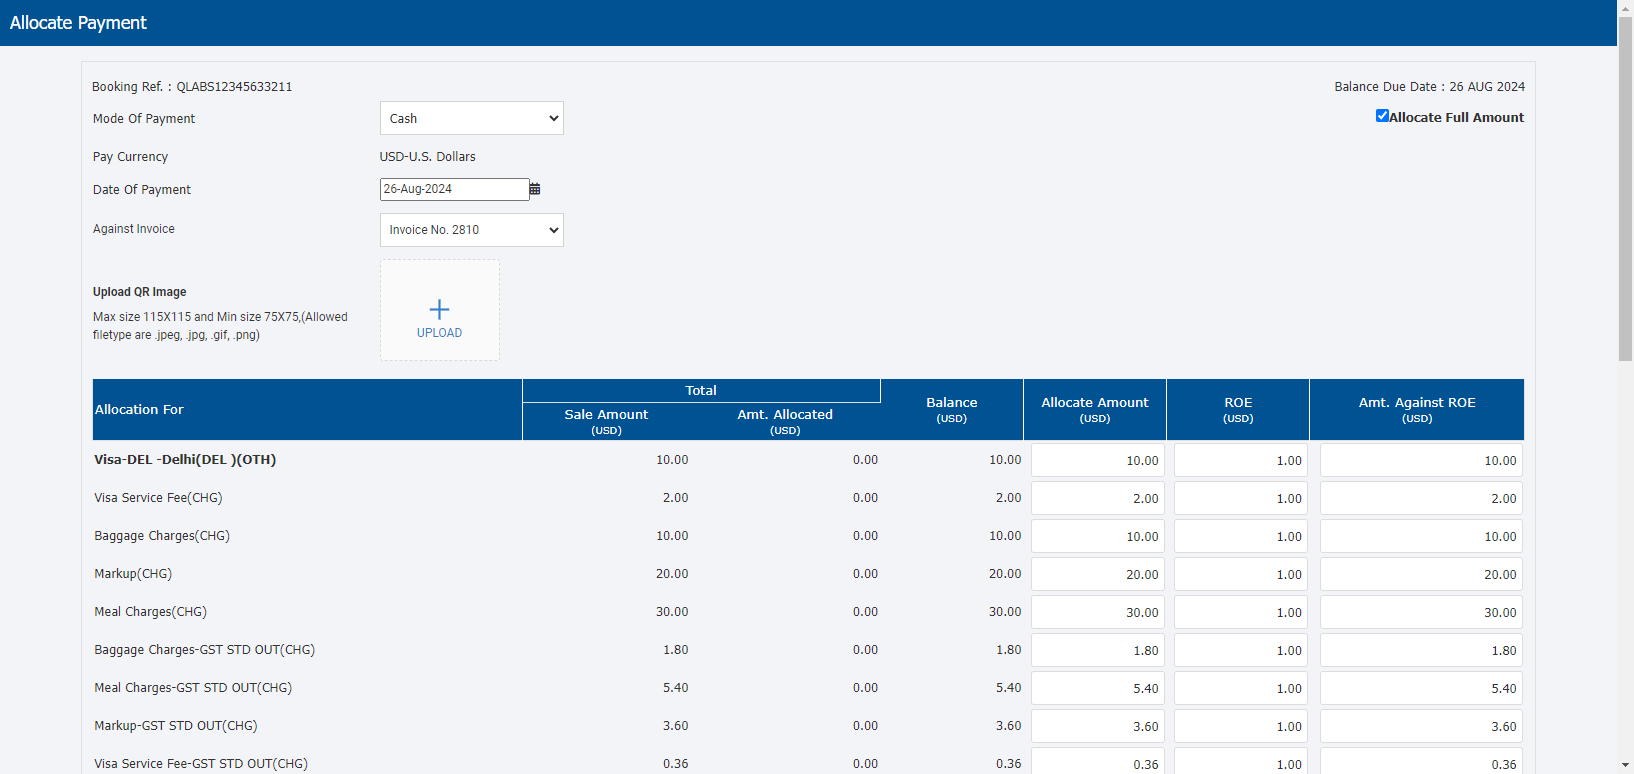 Allocate Payment
Booking Ref. : QLABS12345633211
Balance Due Date : 26 AUG 2024
Mode Of Payment
Cash
Allocate Full Amount
Pay Currency
USD-U.S. Dollars
Date Of Payment
26-Aug-2024
Against Invoice
Invoice No. 2810
Upload QR Image
Max size 115X115 and Min size 75X75,(Allowed
filetype are .jpeg, .jpg, .gif, .png)
UPLOAD
Allocation For
Total
Sale Amount
(USD)
Amt. Allocated
(USD)
Balance
(USD)
Allocate Amount
(USD)
ROE
(USD)
Amt. Against ROE
(USD)
Visa-DEL -Delhi(DEL )(OTH) 10.00 0.00 10.00 10.00 1.00 10.00
Visa Service Fee(CHG) 2.00 0.00 2.00 2.00 1.00 2.00
Baggage Charges(CHG) 10.00 0.00 10.00 10.00 1.00 10.00
Markup(CHG) 20.00 0.00 20.00 20.00 1.00 20.00
Meal Charges(CHG) 30.00 0.00 30.00 30.00 1.00 30.00
Baggage Charges-GST STD OUT(CHG) 1.80 0.00 1.80 1.80 1.00 1.80
Meal Charges-GST STD OUT(CHG) 5.40 0.00 5.40 5.40 1.00 5.40
Markup-GST STD OUT(CHG) 3.60 0.00 3.60 3.60 1.00 3.60
Visa Service Fee-GST STD OUT(CHG) 0.36 0.00 0.36 0.36 1.00 0.36